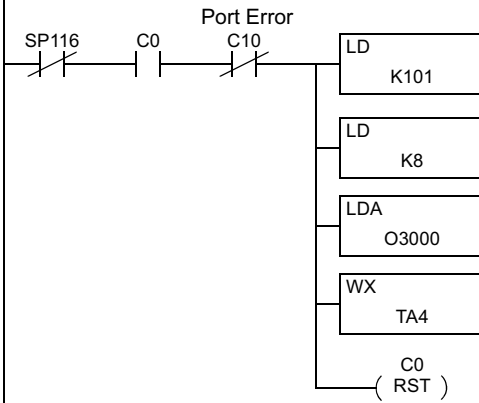 Port Error
SP116 C0 C10
LD
K101
LD
K8
LDA
O3000
WX
TA4
C0
( RST )